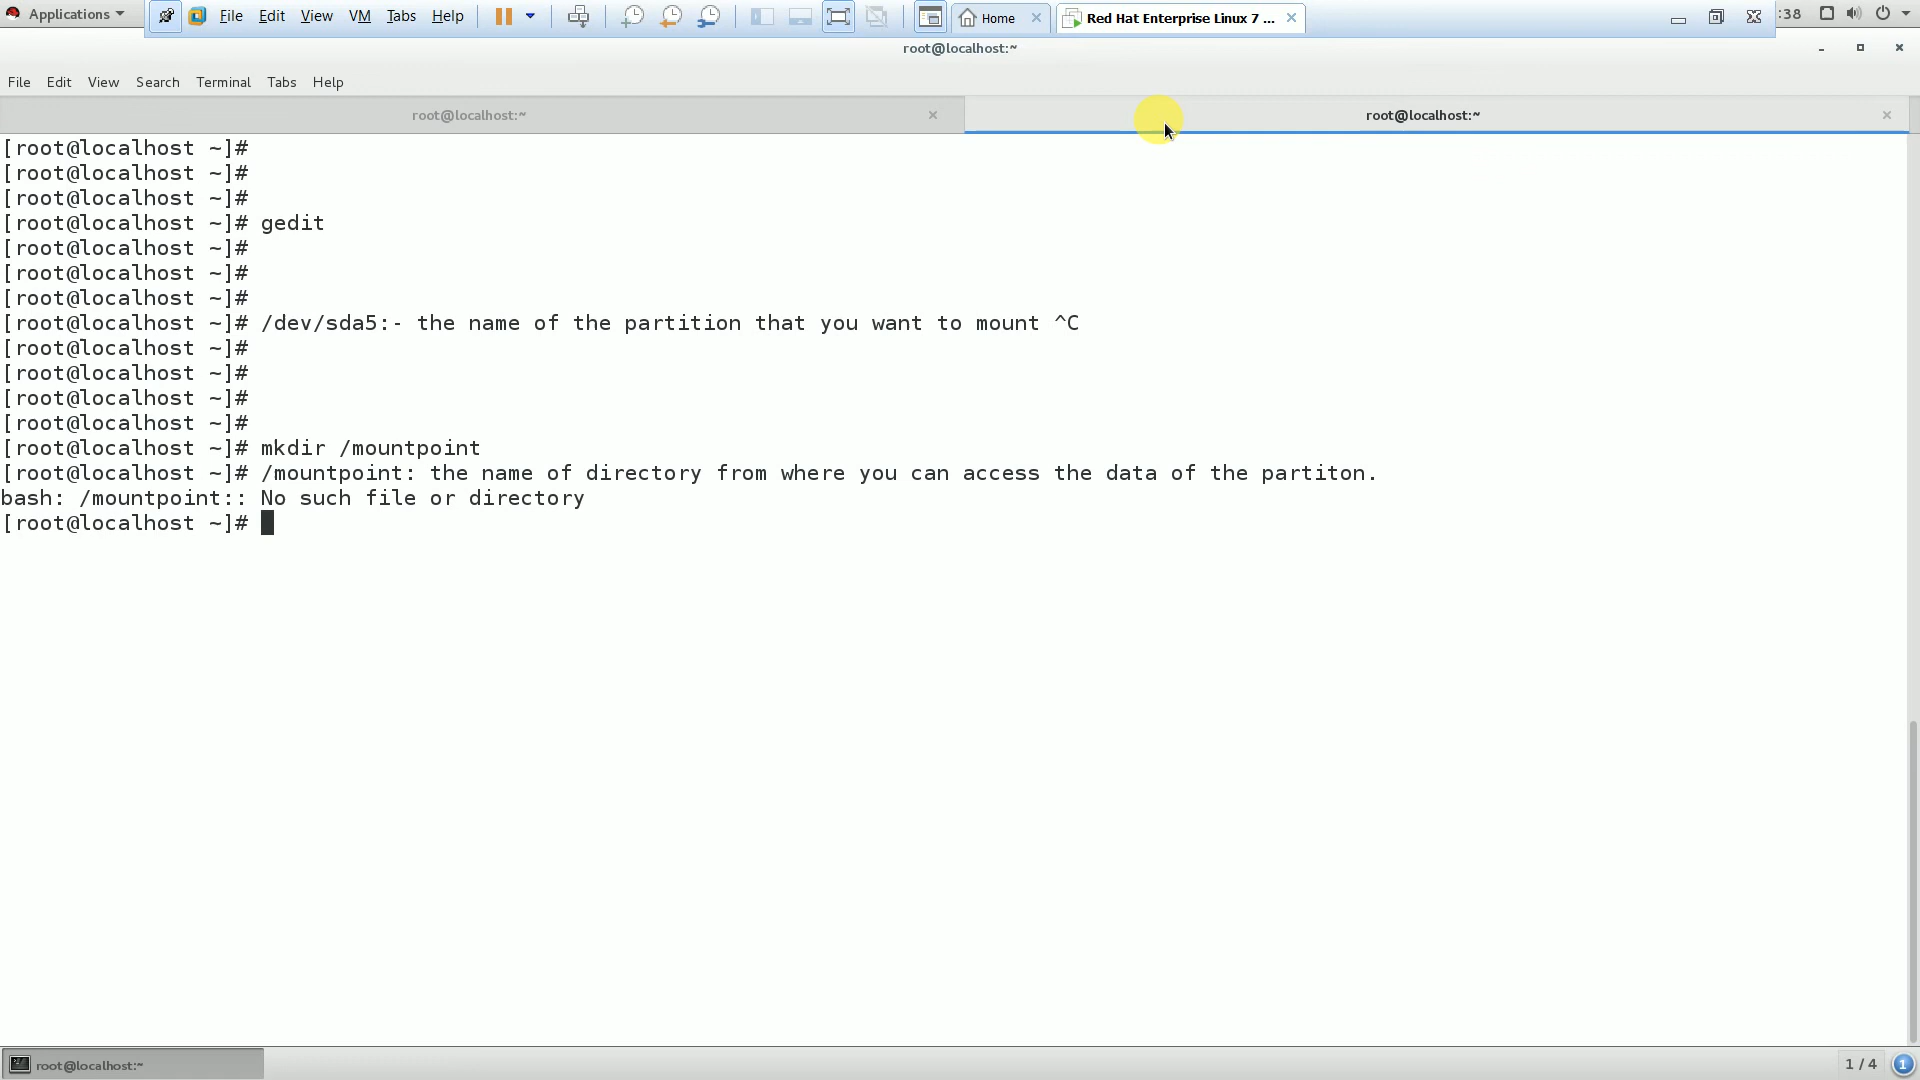 Applications
File Edit View VM Tabs Help
Home
Red Hat Enterprise Linux 7 ...
:38
root@localhost:~
File Edit View Search Terminal Tabs Help
root@localhost:~
root@localhost:~
[root@localhost ~]#
[root@localhost ~]#
[root@localhost ~]#
[root@localhost ~]# gedit
[root@localhost ~]#
[root@localhost ~]#
[root@localhost ~]#
[root@localhost ~]# /dev/sda5:- the name of the partition that you want to mount ^C
[root@localhost ~]#
[root@localhost ~]#
[root@localhost ~]#
[root@localhost ~]#
[root@localhost ~]# mkdir /mountpoint
[root@localhost ~]# /mountpoint: the name of directory from where you can access the data of the partiton.
bash: /mountpoint:: No such file or directory
[root@localhost ~]#
root@localhost:~
1 / 4
1